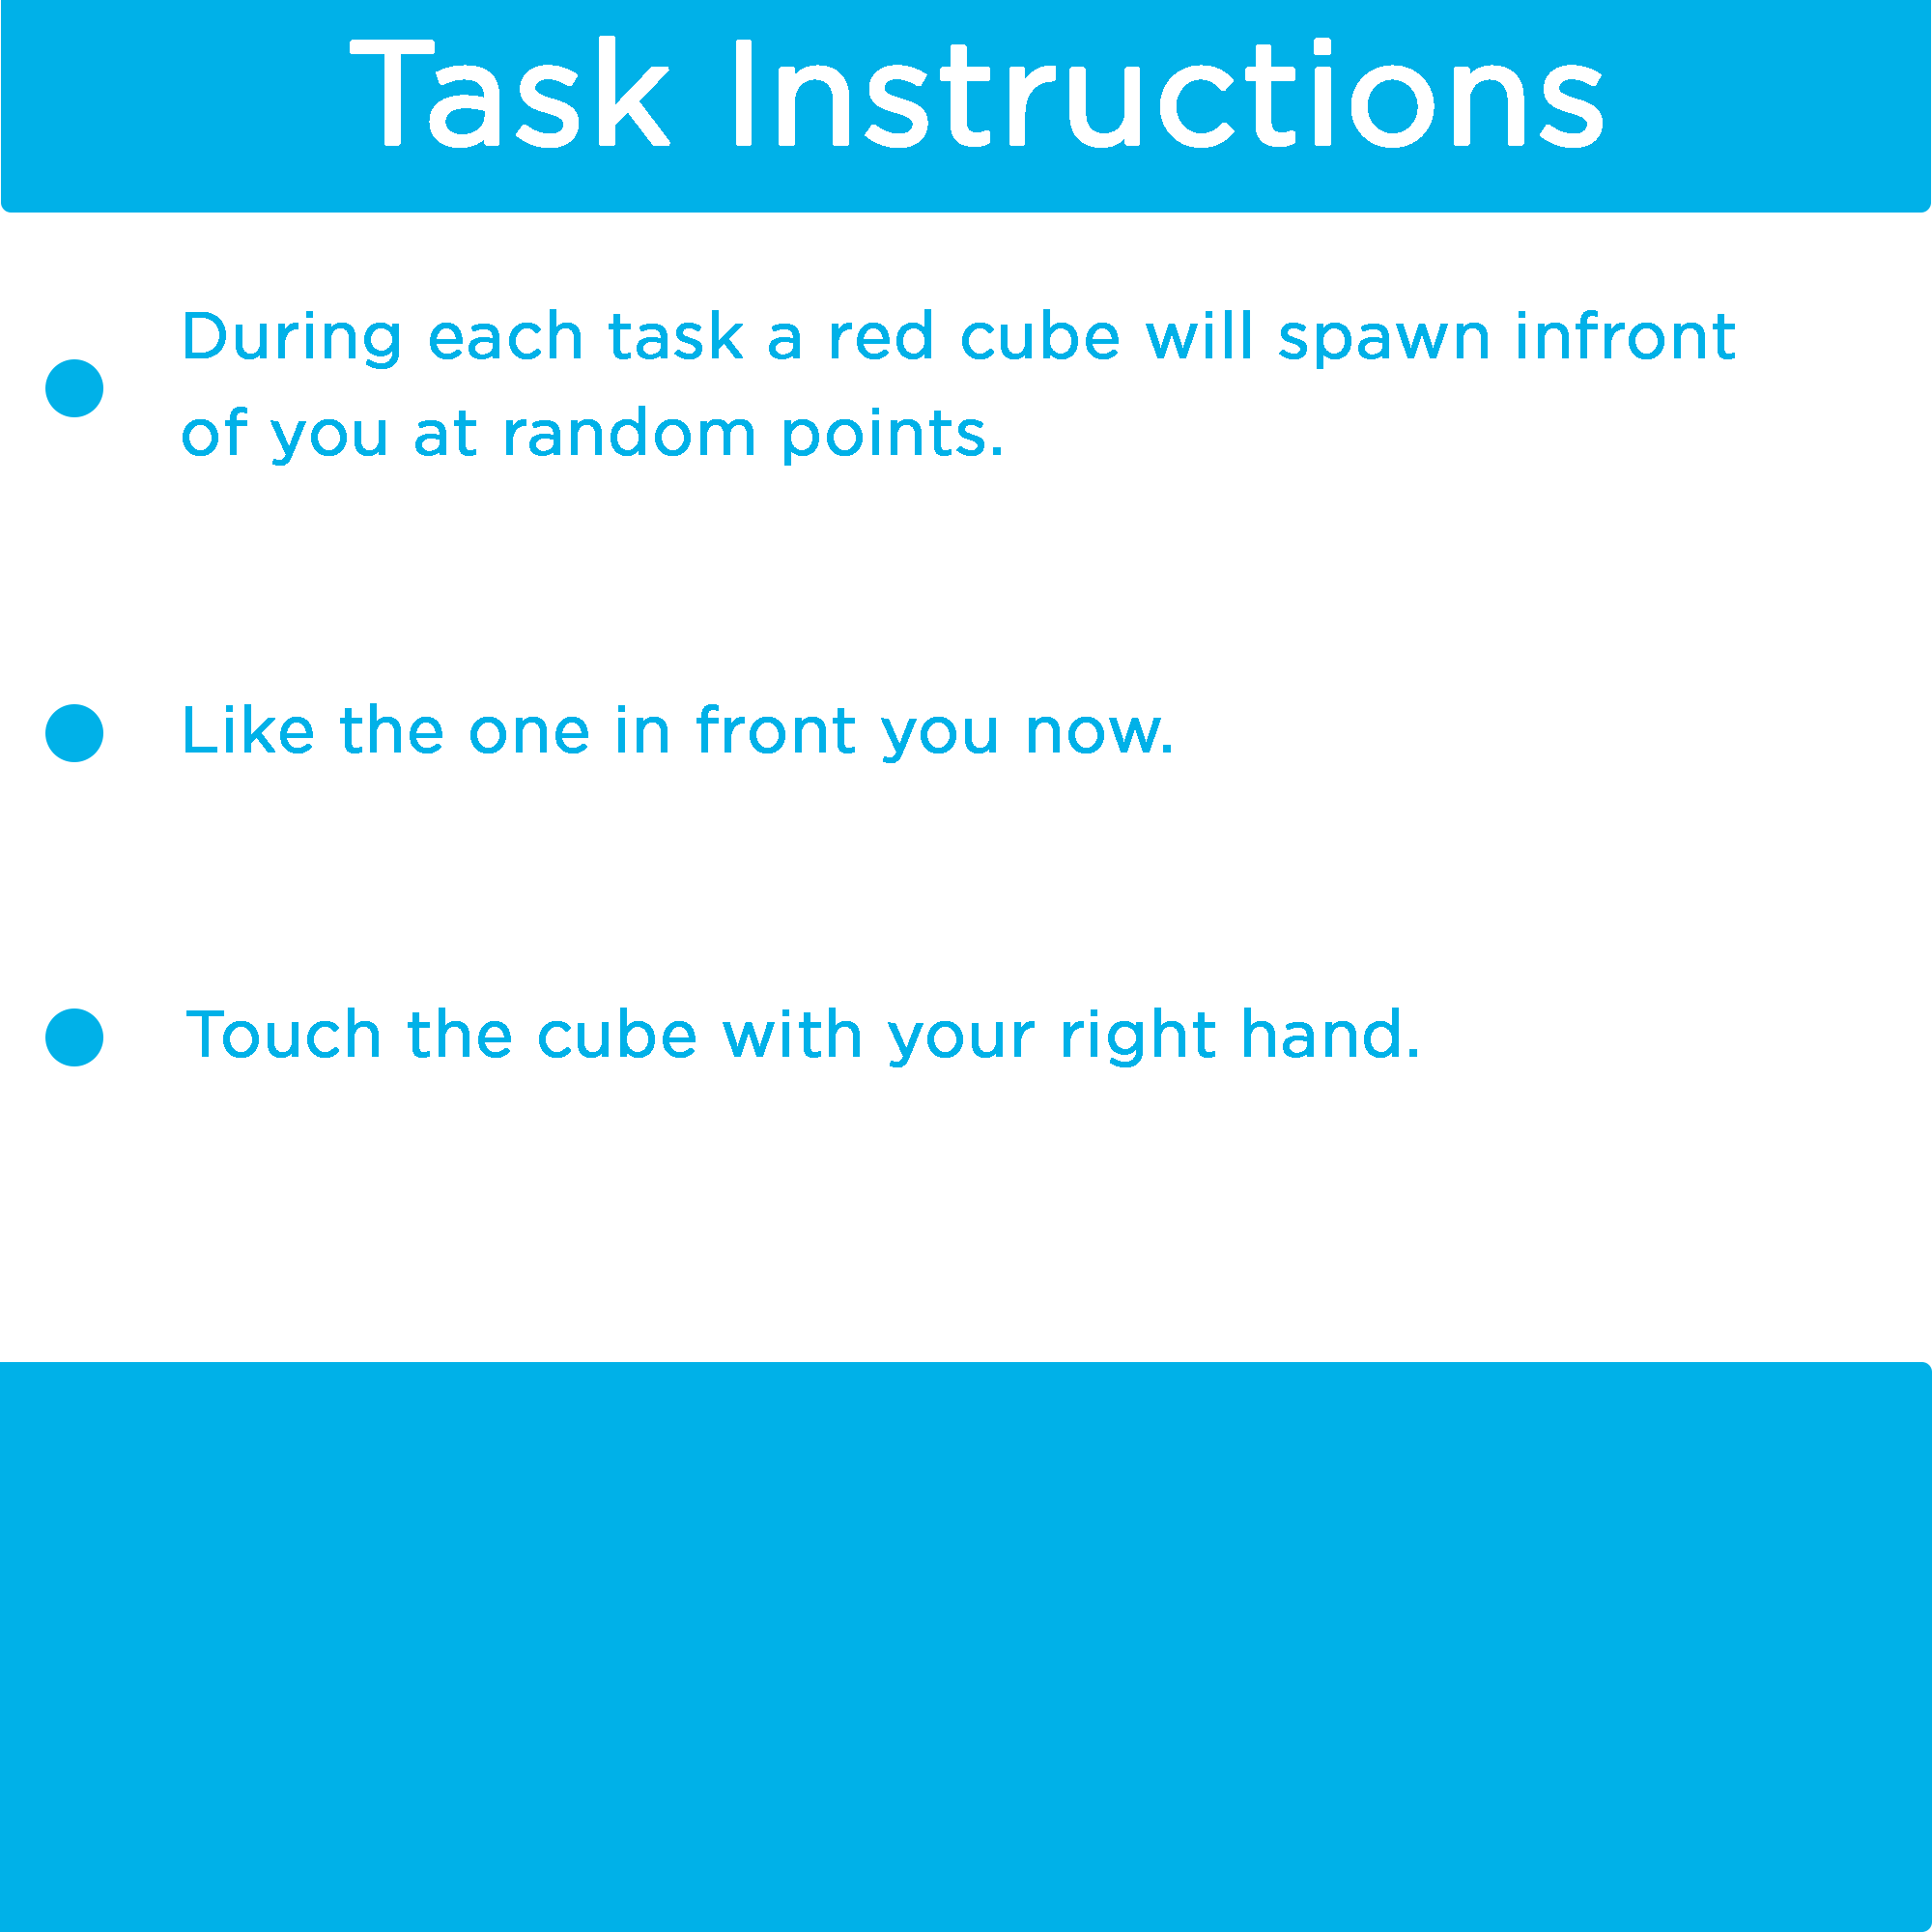 Task Instructions
During each task a red cube will spawn infront
of you at random points.
Like the one in front you now.
Touch the cube with your right hand.